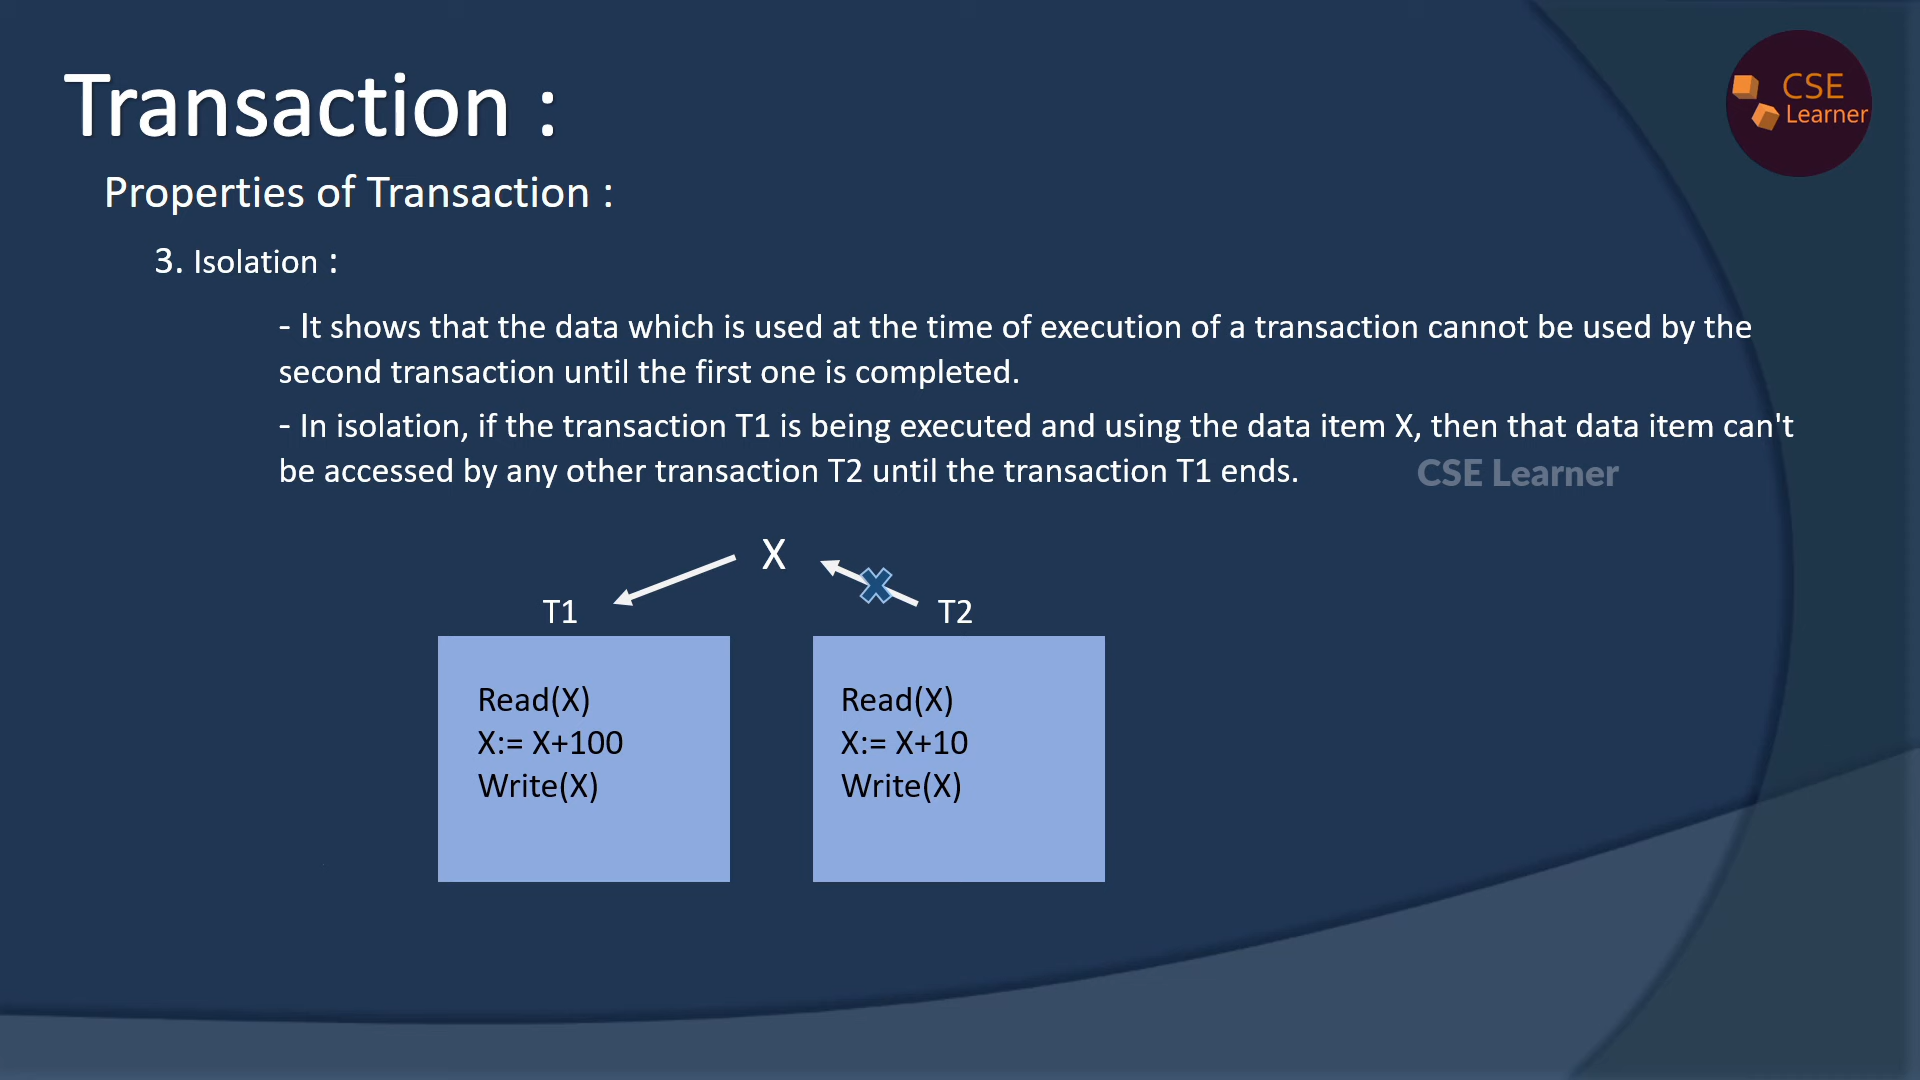 Transaction :
CSE
Learner
Properties of Transaction :
3. Isolation :
- It shows that the data which is used at the time of execution of a transaction cannot be used by the
second transaction until the first one is completed.
- In isolation, if the transaction T1 is being executed and using the data item X, then that data item can't
be accessed by any other transaction T2 until the transaction T1 ends.
CSE Learner
X
T1
T2
Read(X)
X:= X+100
Write(X)
Read(X)
X:= X+10
Write(X)